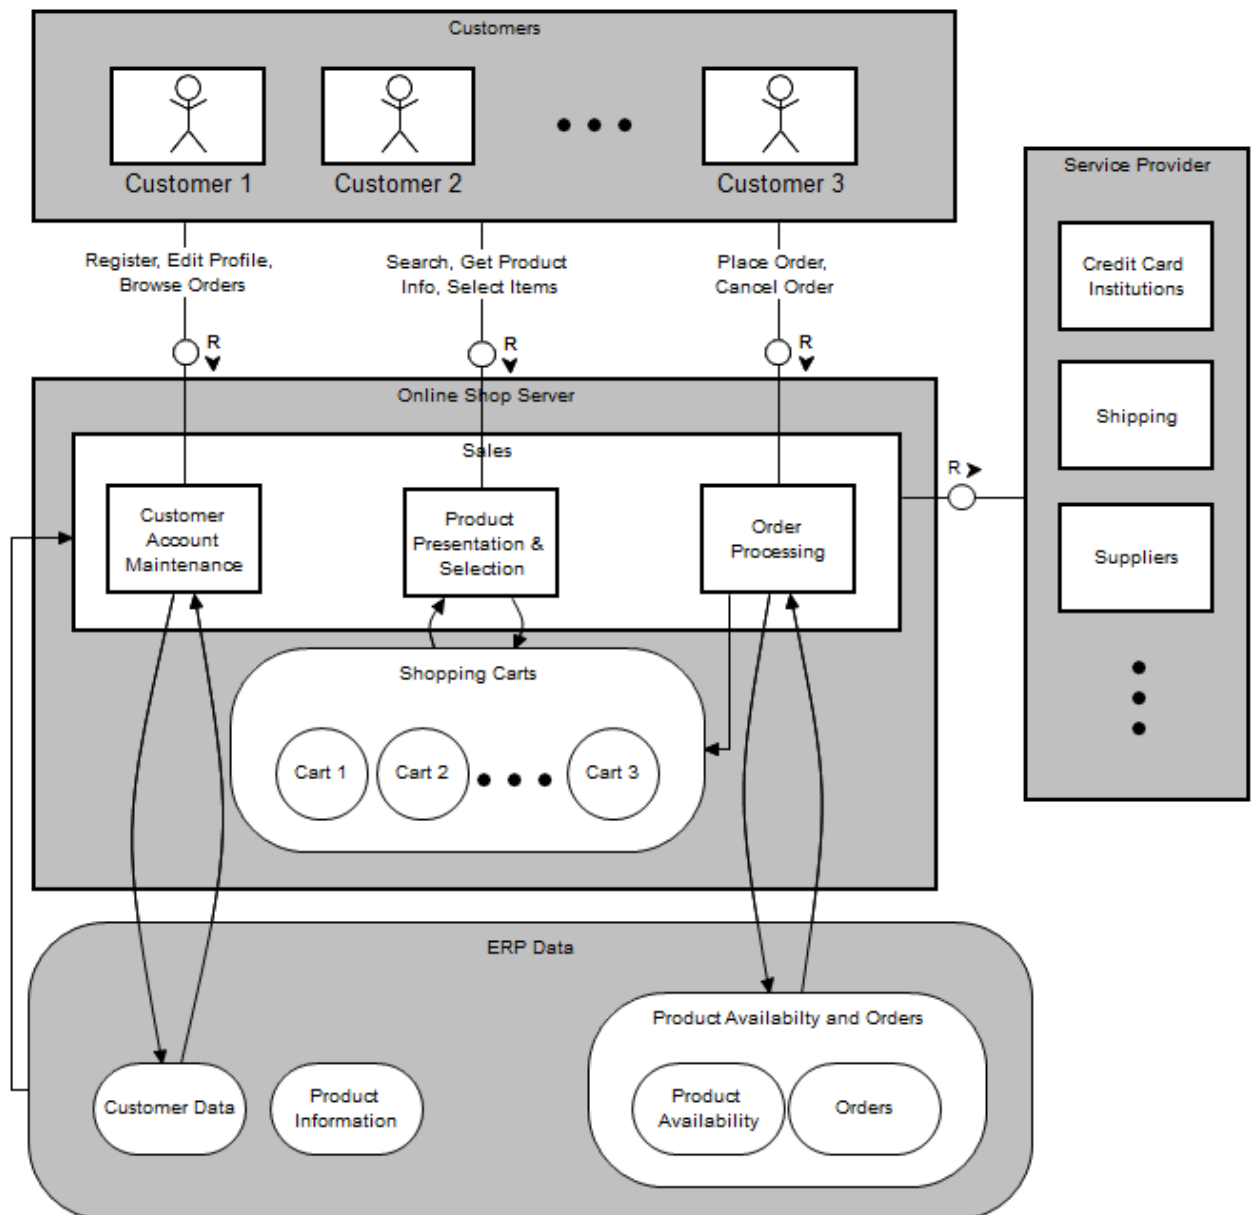 Customers
Customer 1
Customer 2
Customer 3
Service Provider
Credit Card
Institutions
Shipping
Suppliers
Register, Edit Profile,
Browse Orders
Search, Get Product
Info, Select Items
Place Order,
Cancel Order
R
R
R
R
Online Shop Server
Sales
Customer
Account
Maintenance
Product
Presentation &
Selection
Order
Processing
Shopping Carts
Cart 1
Cart 2
Cart 3
ERP Data
Customer Data
Product
Information
Product Availabilty and Orders
Product
Availability
Orders